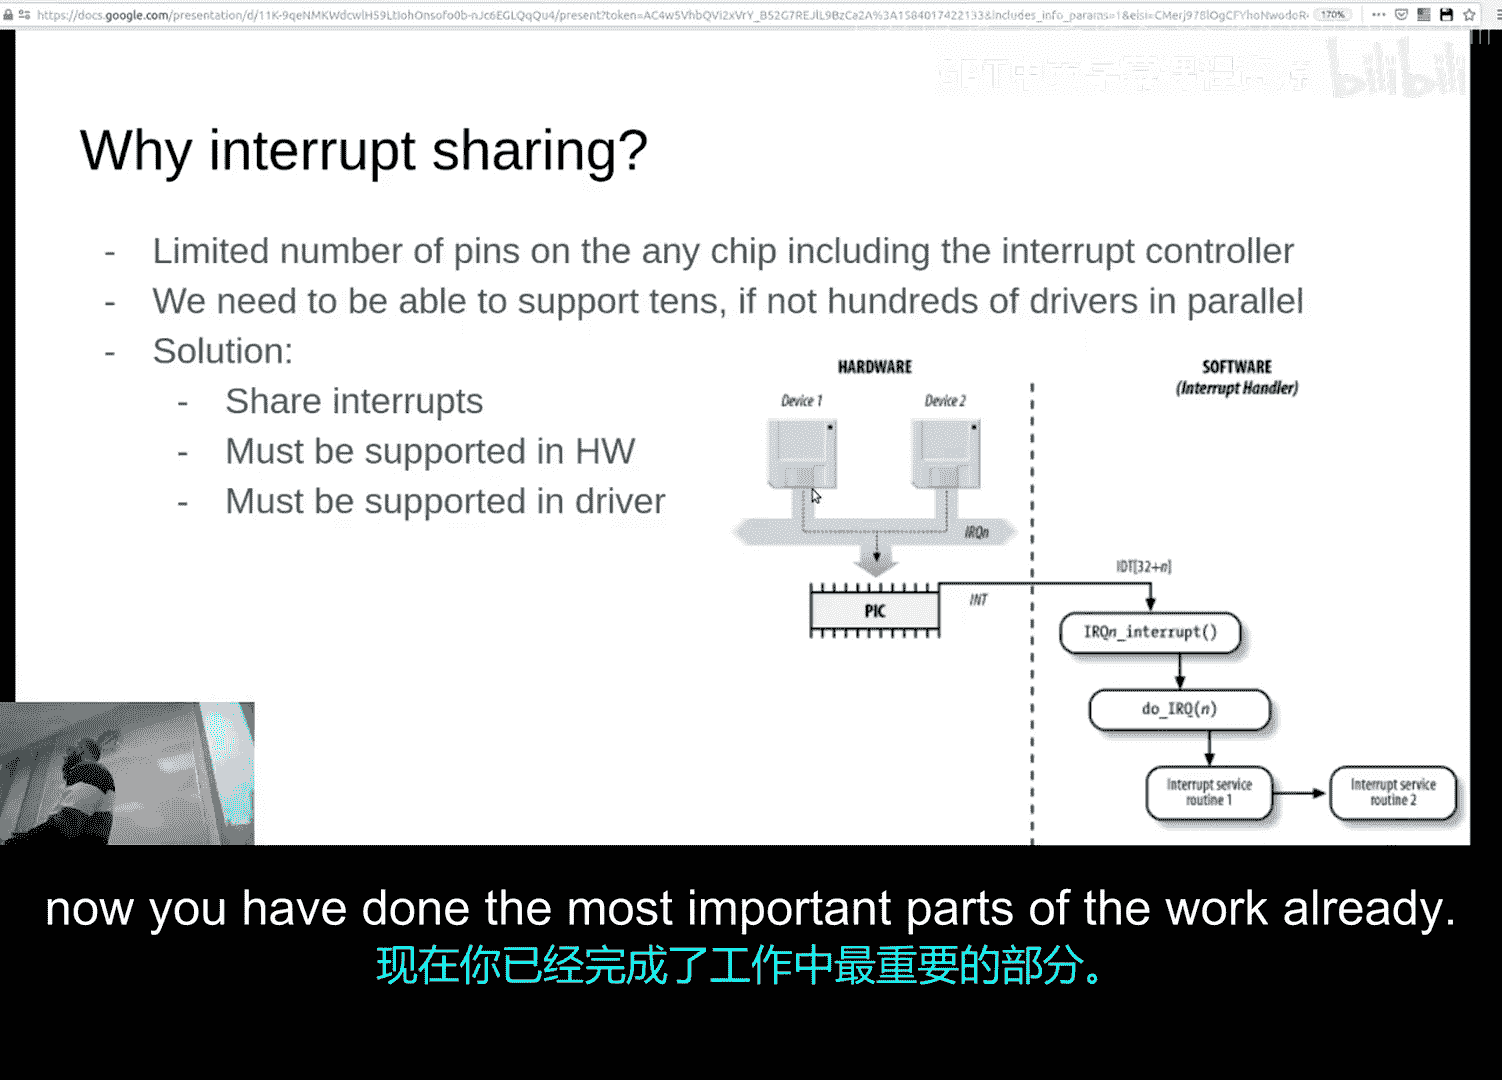 170%
Why interrupt sharing?
- Limited number of pins on the any chip including the interrupt controller
- We need to be able to support tens, if not hundreds of drivers in parallel
- Solution:
- Share interrupts
- Must be supported in HW
- Must be supported in driver
HARDWARE
SOFTWARE
(Interrupt Handler)
Device 1
Device 2
IRQn
PIC
INT
IDT[32+n]
IRQn_interrupt()
do_IRQ(n)
Interrupt service
routine 1
Interrupt service
routine 2
bilibili
now you have done the most important parts of the work already.
现在你已经完成了工作中最重要的部分。